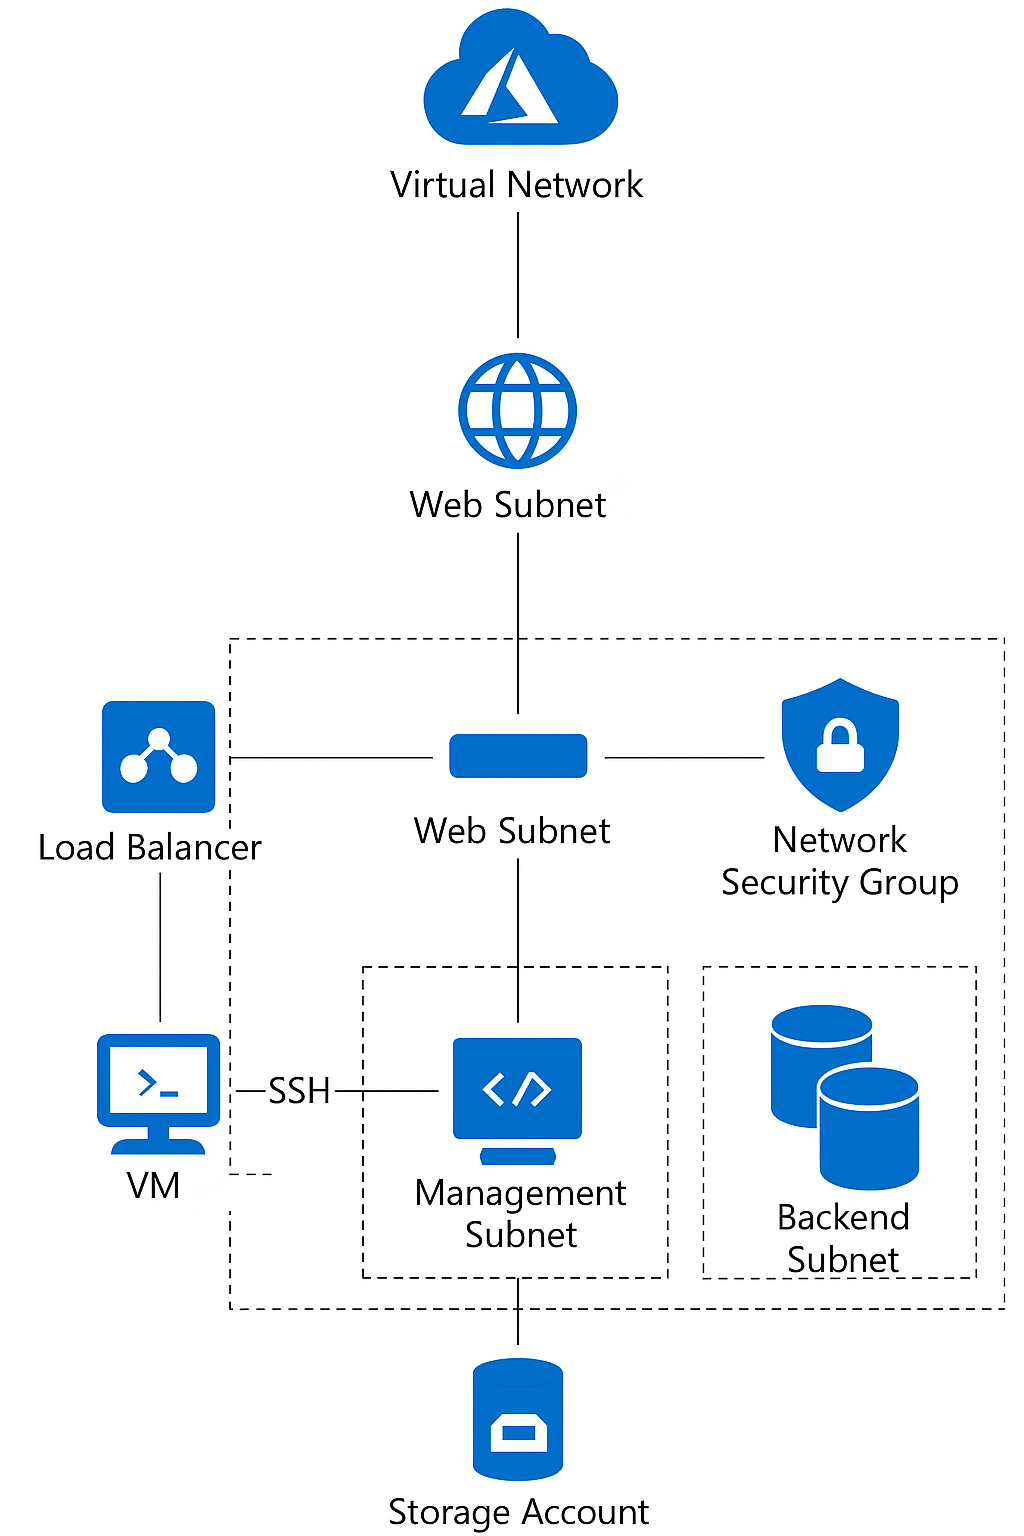 Virtual Network
Web Subnet
Load Balancer
Web Subnet
Network
Security Group
VM
SSH
Management
Subnet
Backend
Subnet
Storage Account